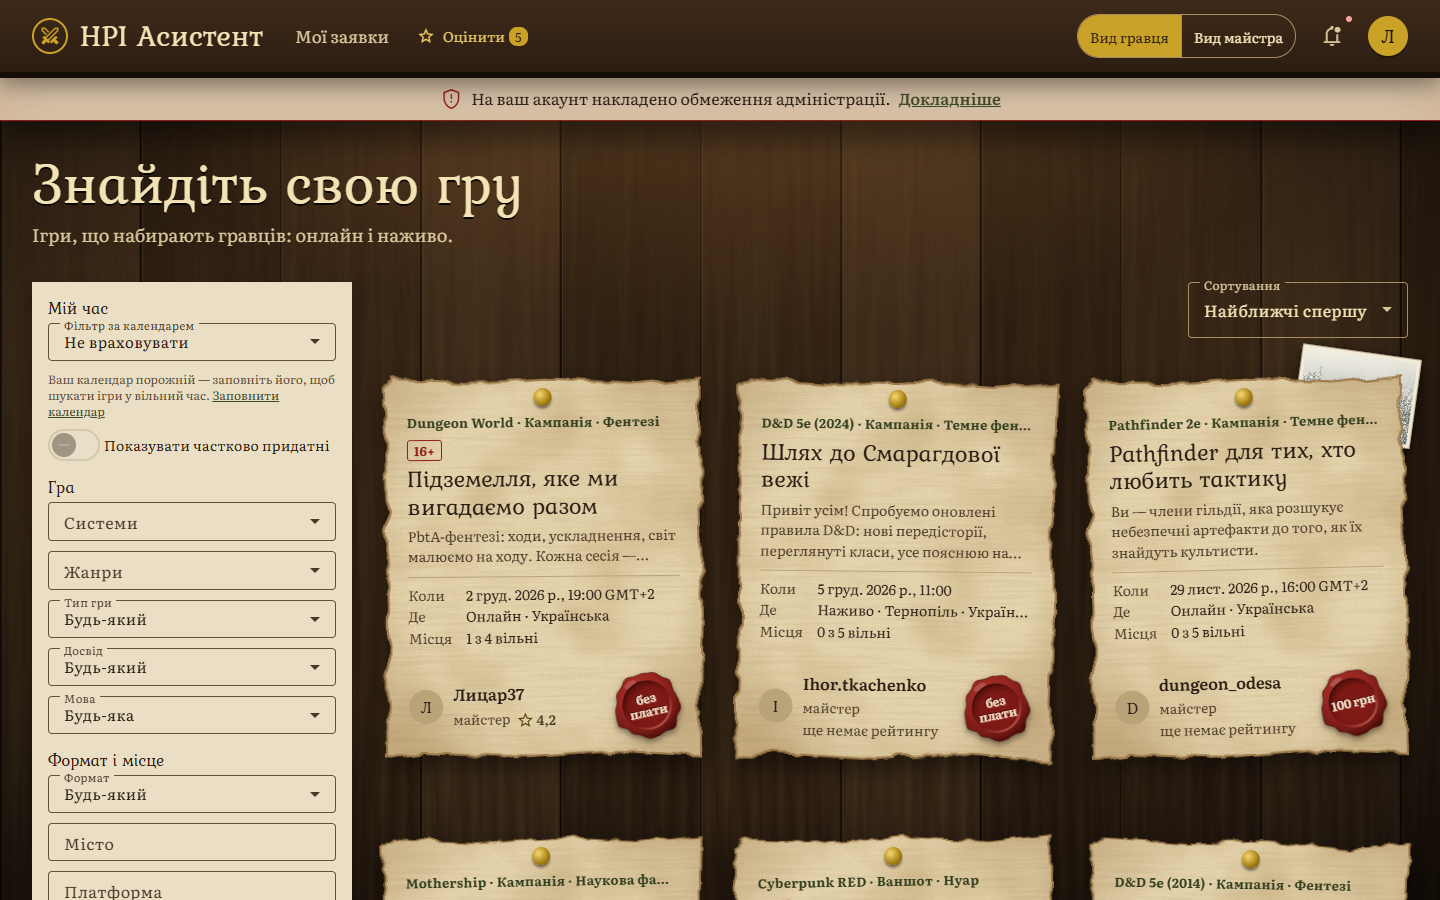 НРІ Асистент
Мої заявки
Оцінити 5
Вид гравця
Вид майстра
Л
На ваш акаунт накладено обмеження адміністрації. Докладніше
Знайдіть свою гру
Ігри, що набирають гравців: онлайн і наживо.
Мій час
Фільтр за календарем
Не враховувати
Ваш календар порожній — заповніть його, щоб
шукати ігри у вільний час. Заповнити
календар
Показувати частково придатні
Гра
Системи
Жанри
Тип гри
Будь-який
Досвід
Будь-який
Мова
Будь-яка
Формат і місце
Формат
Будь-який
Місто
Платформа
Сортування
Найближчі спершу
Dungeon World · Кампанія · Фентезі
16+
Підземелля, яке ми
вигадаємо разом
PbtA-фентезі: ходи, ускладнення, світ
малюємо на ходу. Кожна сесія —...
Коли 2 груд. 2026 р., 19:00 GMT+2
Де Онлайн · Українська
Місця 1 з 4 вільні
Л
Лицар37
майстер 4,2
без
плати
D&D 5e (2024) · Кампанія · Темне фен...
Шлях до Смарагдової
вежі
Привіт усім! Спробуємо оновлені
правила D&D: нові передісторії,
переглянуті класи, усе пояснюю на...
Коли 5 груд. 2026 р., 11:00
Де Наживо · Тернопіль · Україн...
Місця 0 з 5 вільні
І
Ihor.tkachenko
майстер
ще немає рейтингу
без
плати
Pathfinder 2e · Кампанія · Темне фен...
Pathfinder для тих, хто
любить тактику
Ви — члени гільдії, яка розшукує
небезпечні артефакти до того, як їх
знайдуть культисти.
Коли 29 лист. 2026 р., 16:00 GMT+2
Де Онлайн · Українська
Місця 0 з 5 вільні
D
dungeon_odesa
майстер
ще немає рейтингу
100 грн
Mothership · Кампанія · Наукова фа...
Cyberpunk RED · Ваншот · Нуар
D&D 5e (2014) · Кампанія · Фентезі